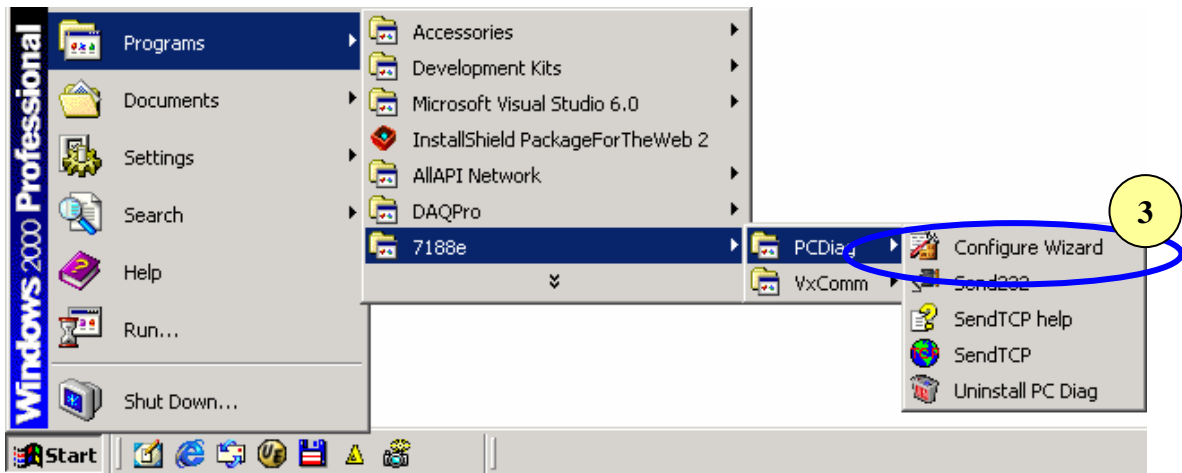 Windows 2000 Professional
Programs
Documents
Settings
Search
Help
Run...
Shut Down...
Accessories
Development Kits
Microsoft Visual Studio 6.0
InstallShield PackageForTheWeb 2
AllAPI Network
DAQPro
7188e
PCDiag
VxComm
3
Configure Wizard
Send232
SendTCP help
SendTCP
Uninstall PC Diag
Start